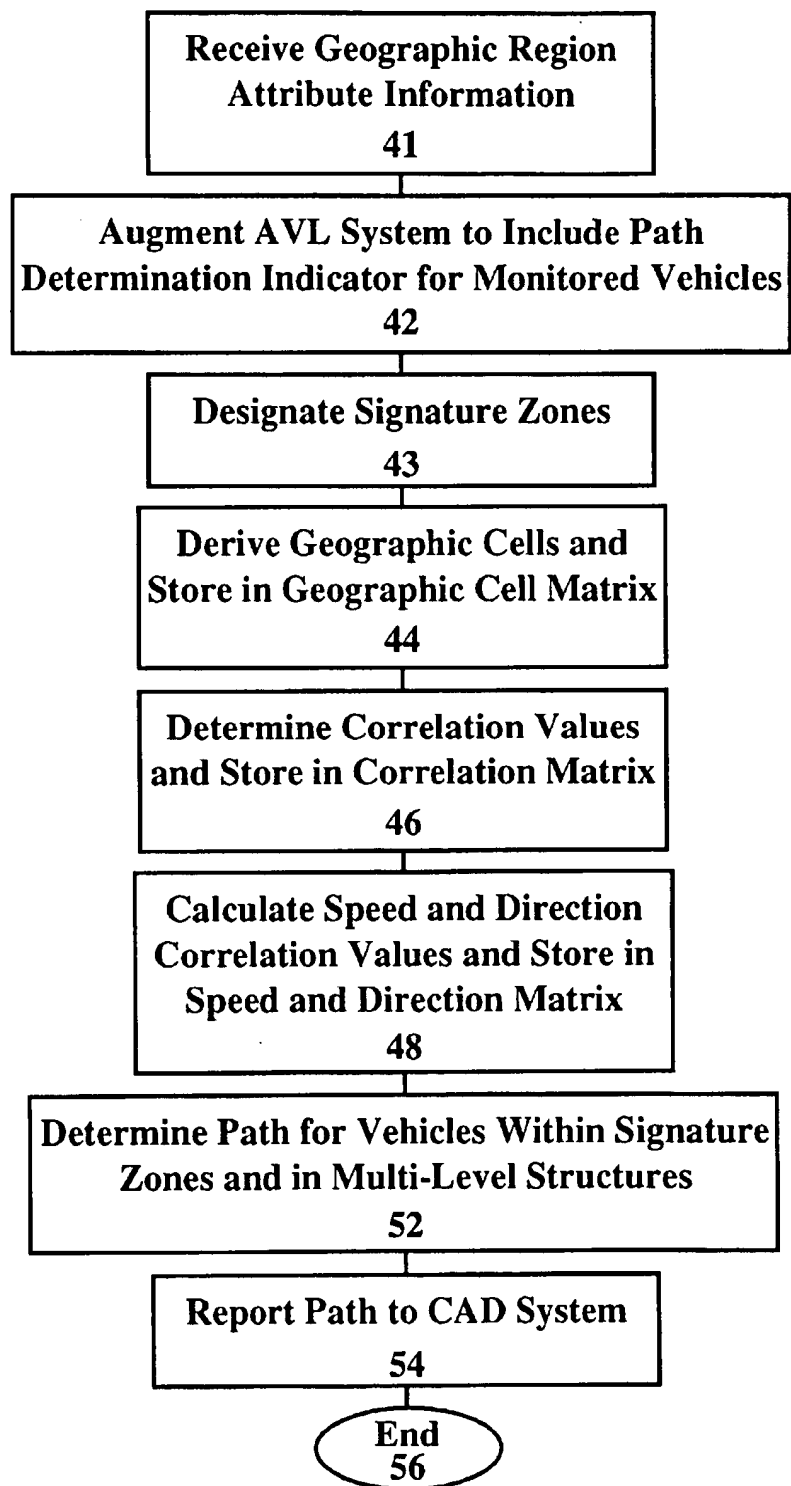 Receive Geographic Region
Attribute Information
41
Augment AVL System to Include Path
Determination Indicator for Monitored Vehicles
42
Designate Signature Zones
43
Derive Geographic Cells and
Store in Geographic Cell Matrix
44
Determine Correlation Values
and Store in Correlation Matrix
46
Calculate Speed and Direction
Correlation Values and Store in
Speed and Direction Matrix
48
Determine Path for Vehicles Within Signature
Zones and in Multi-Level Structures
52
Report Path to CAD System
54
End
56